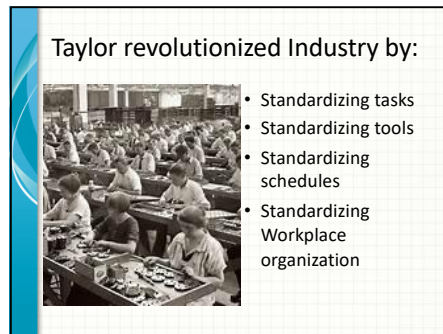 Taylor revolutionized Industry by:
• Standardizing tasks
• Standardizing tools
• Standardizing
schedules
• Standardizing
Workplace
organization